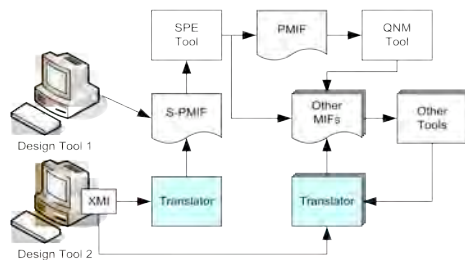 SPE
Tool
PMIF
QNM
Tool
S-PMIF
Other
MIFs
Other
Tools
Design Tool 1
XMI
Translator
Translator
Design Tool 2